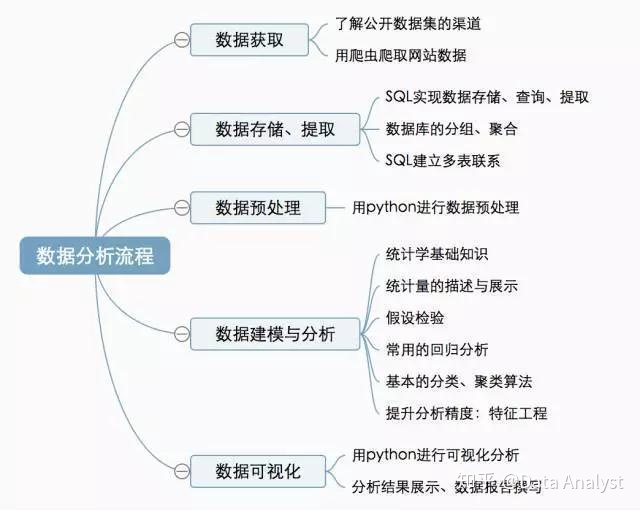 数据分析流程
数据获取
了解公开数据集的渠道
用爬虫爬取网站数据
数据存储、提取
SQL实现数据存储、查询、提取
数据库的分组、聚合
SQL建立多表联系
数据预处理
用python进行数据预处理
数据建模与分析
统计学基础知识
统计量的描述与展示
假设检验
常用的回归分析
基本的分类、聚类算法
提升分析精度：特征工程
数据可视化
用python进行可视化分析
分析结果展示、数据报告撰写
知乎 @Data Analyst